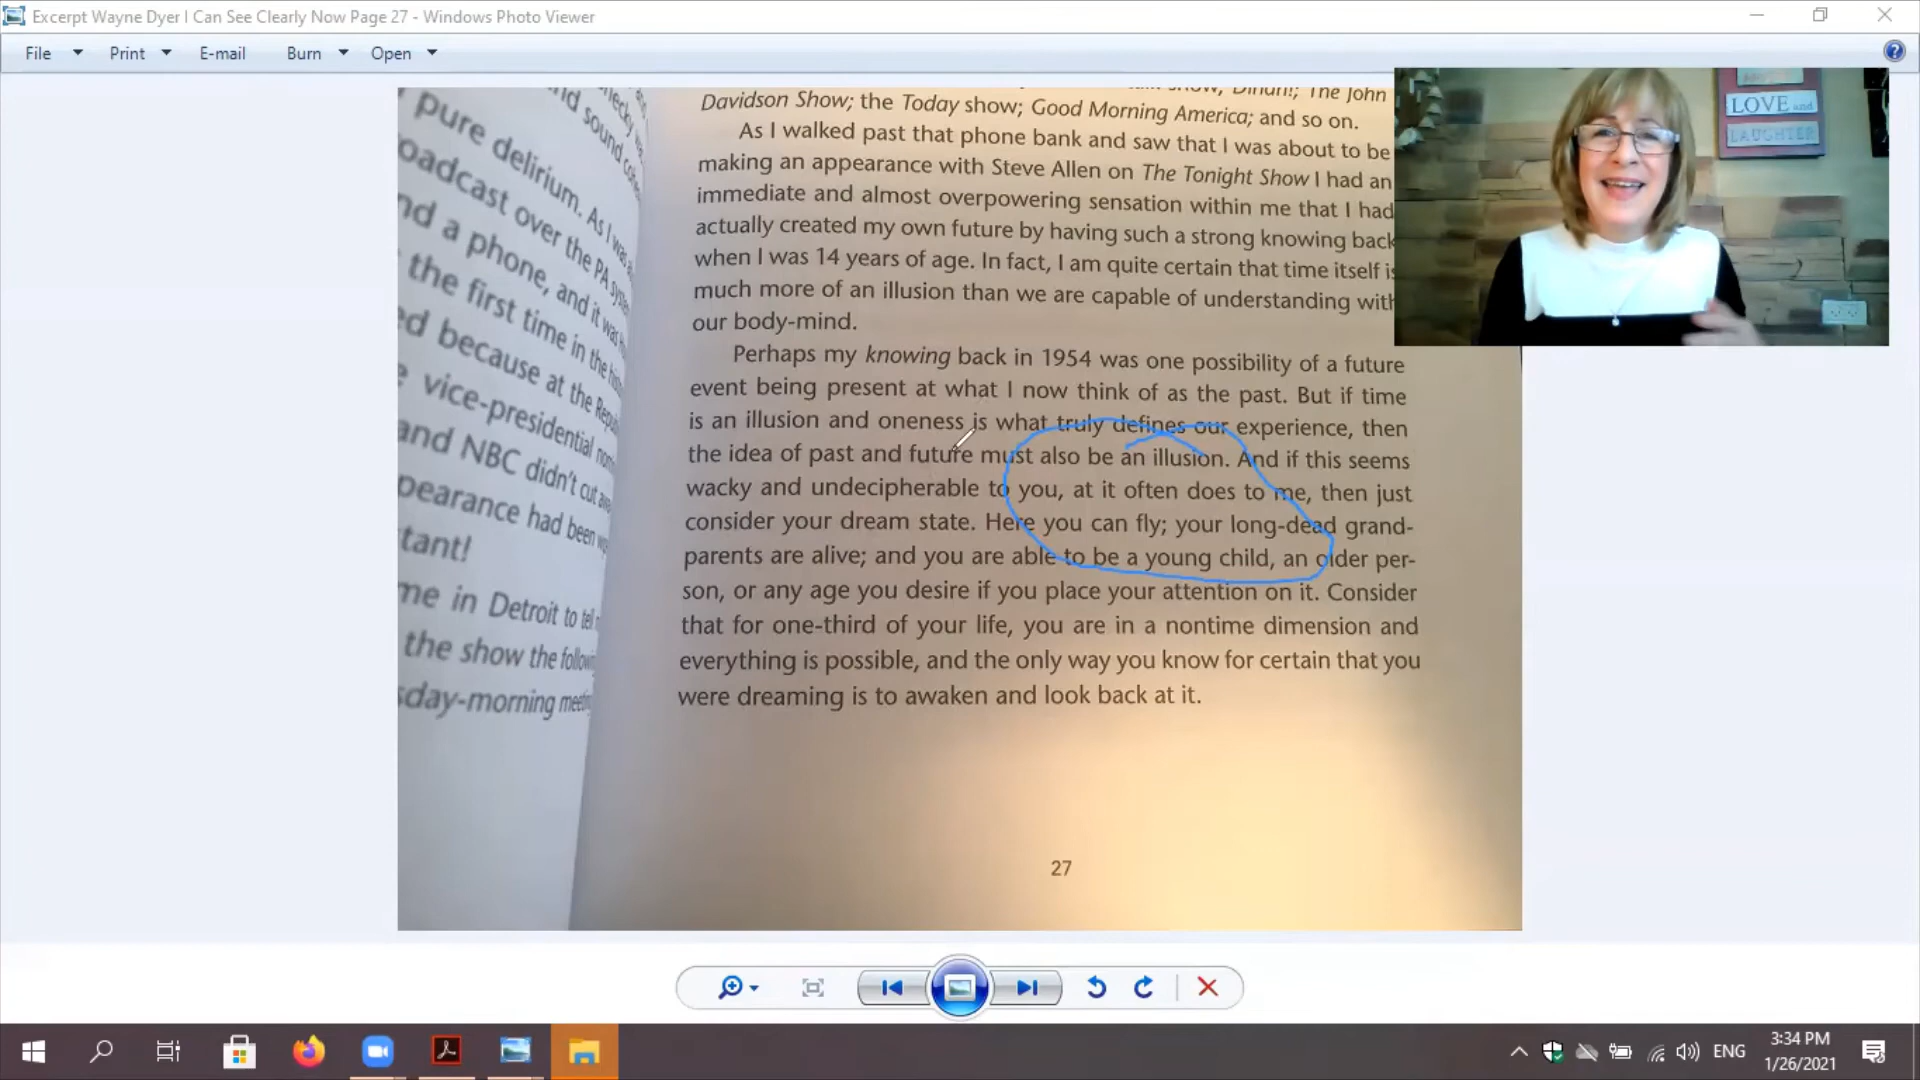 Excerpt Wayne Dyer I Can See Clearly Now Page 27 - Windows Photo Viewer
File Print E-mail Burn Open
LOVE and
LAUGHTER
pure delirium. As I was
oadcast over the PA system
nd a phone, and it was
the first time in the
ed because at the
vice-presidential
and NBC didn't cut
pearance had been
tant!
me in Detroit to tell
the show the
sday-morning
Davidson Show; the Today show; Good Morning America; and so on.
As I walked past that phone bank and saw that I was about to be
making an appearance with Steve Allen on The Tonight Show I had an
immediate and almost overpowering sensation within me that I had
actually created my own future by having such a strong knowing back
when I was 14 years of age. In fact, I am quite certain that time itself is
much more of an illusion than we are capable of understanding with
our body-mind.
Perhaps my knowing back in 1954 was one possibility of a future
event being present at what I now think of as the past. But if time
is an illusion and oneness is what truly defines our experience, then
the idea of past and future must also be an illusion. And if this seems
wacky and undecipherable to you, at it often does to me, then just
consider your dream state. Here you can fly; your long-dead grand-
parents are alive; and you are able to be a young child, an older per-
son, or any age you desire if you place your attention on it. Consider
that for one-third of your life, you are in a nontime dimension and
everything is possible, and the only way you know for certain that you
were dreaming is to awaken and look back at it.
27
ENG
3:34 PM
1/26/2021